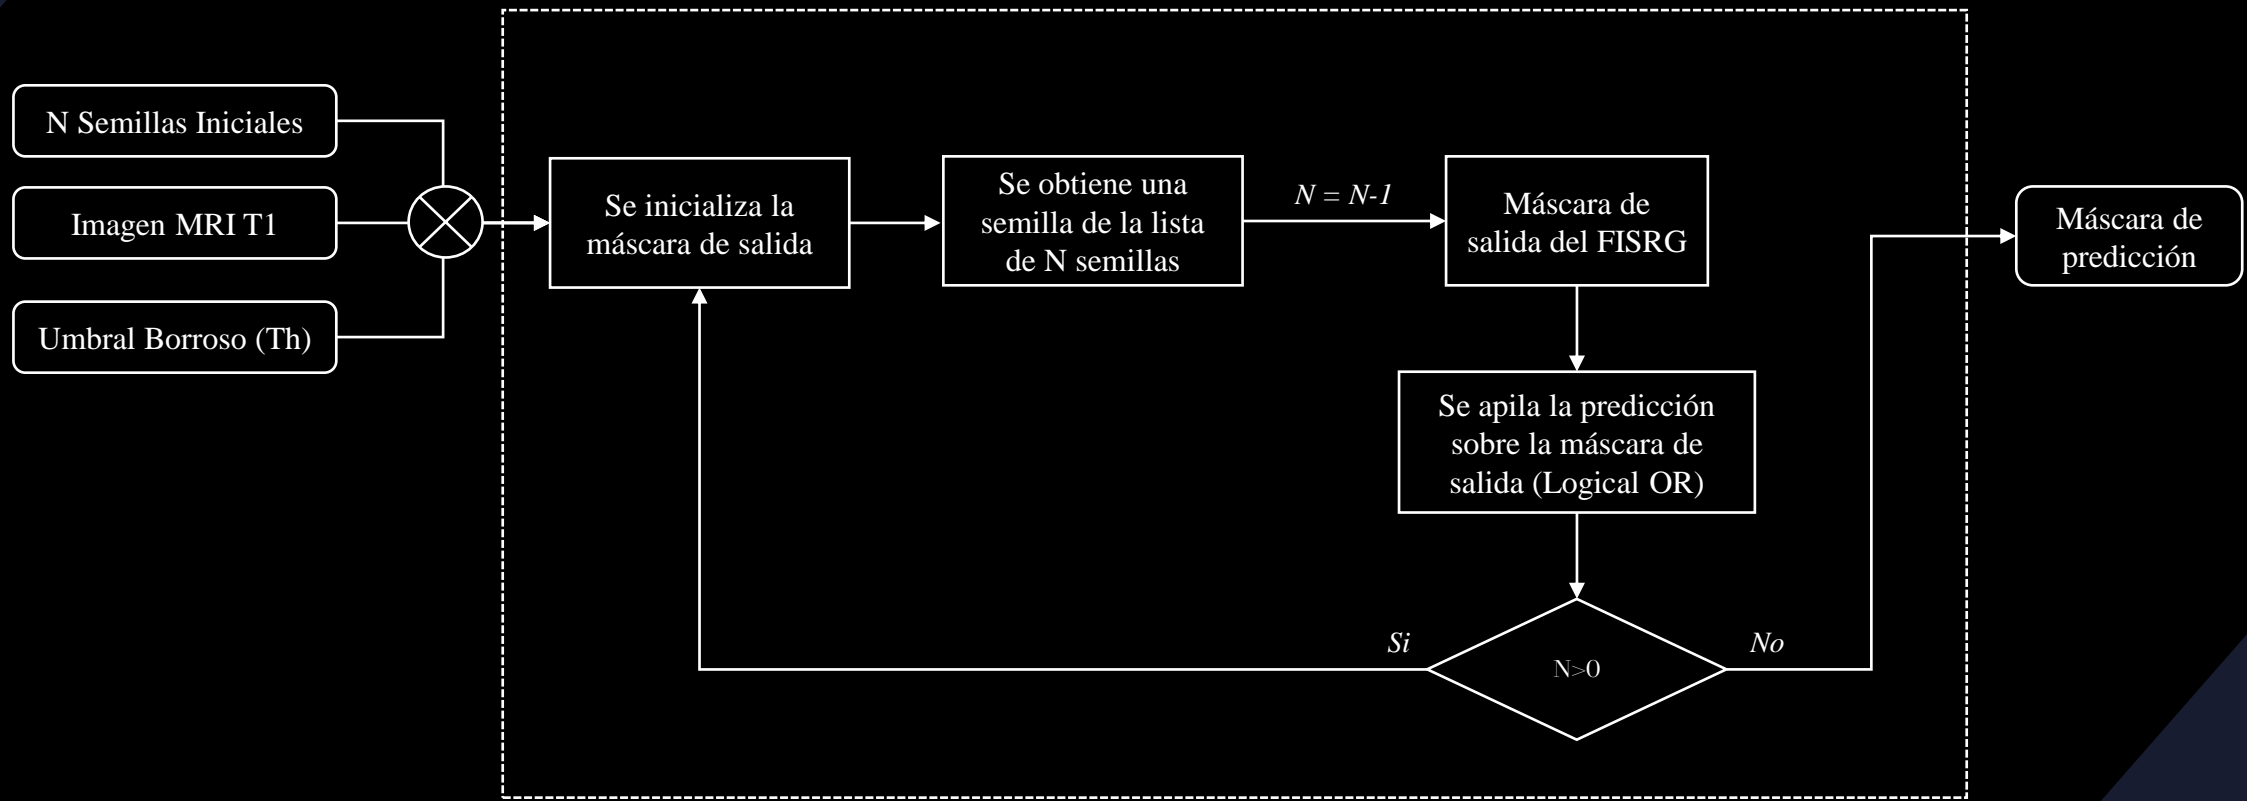 N Semillas Iniciales
Imagen MRI T1
Umbral Borroso (Th)
Se inicializa la
máscara de salida
Se obtiene una
semilla de la lista
de N semillas
N = N-1
Máscara de
salida del FISRG
Se apila la predicción
sobre la máscara de
salida (Logical OR)
Si
N>0
No
Máscara de
predicción